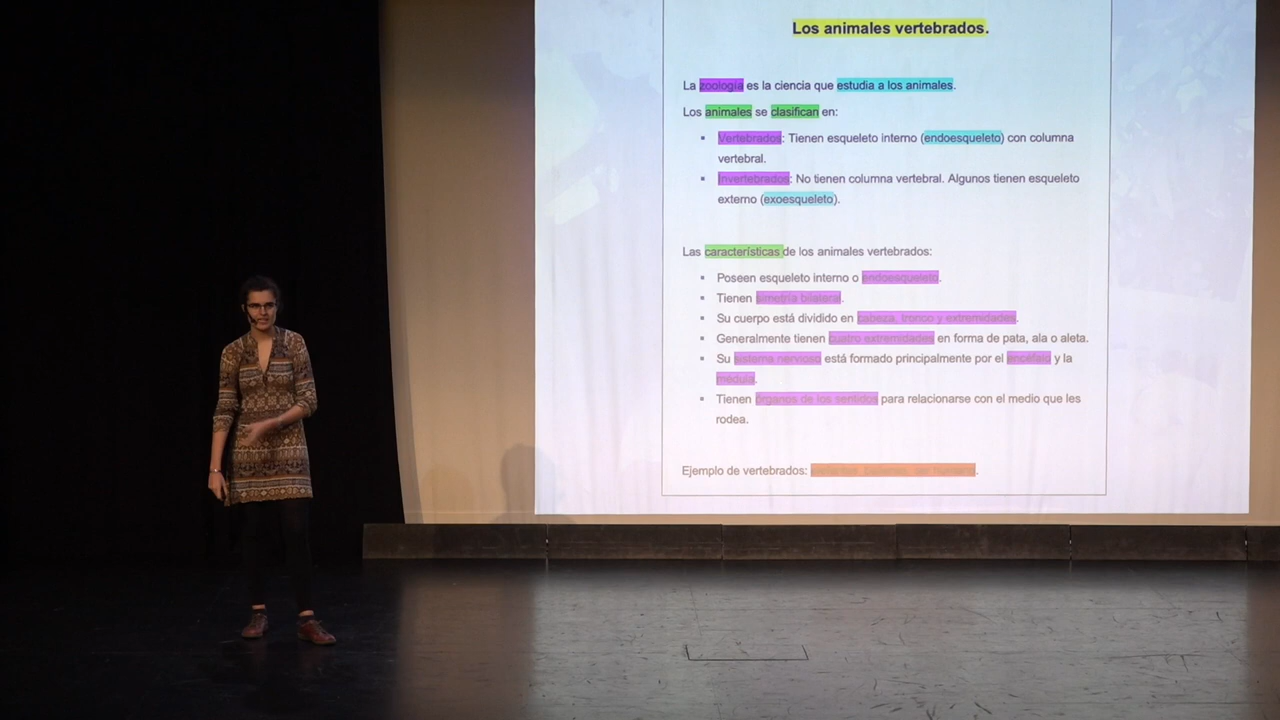 Los animales vertebrados.
La zoología es la ciencia que estudia a los animales.
Los animales se clasifican en:
▪ Vertebrados: Tienen esqueleto interno (endoesqueleto) con columna
vertebral.
▪ Invertebrados: No tienen columna vertebral. Algunos tienen esqueleto
externo (exoesqueleto).
Las características de los animales vertebrados:
▪ Poseen esqueleto interno o endoesqueleto.
▪ Tienen simetría bilateral.
▪ Su cuerpo está dividido en cabeza, tronco y extremidades.
▪ Generalmente tienen cuatro extremidades en forma de pata, ala o aleta.
▪ Su sistema nervioso está formado principalmente por el encéfalo y la
médula.
▪ Tienen órganos de los sentidos para relacionarse con el medio que les
rodea.
Ejemplo de vertebrados: